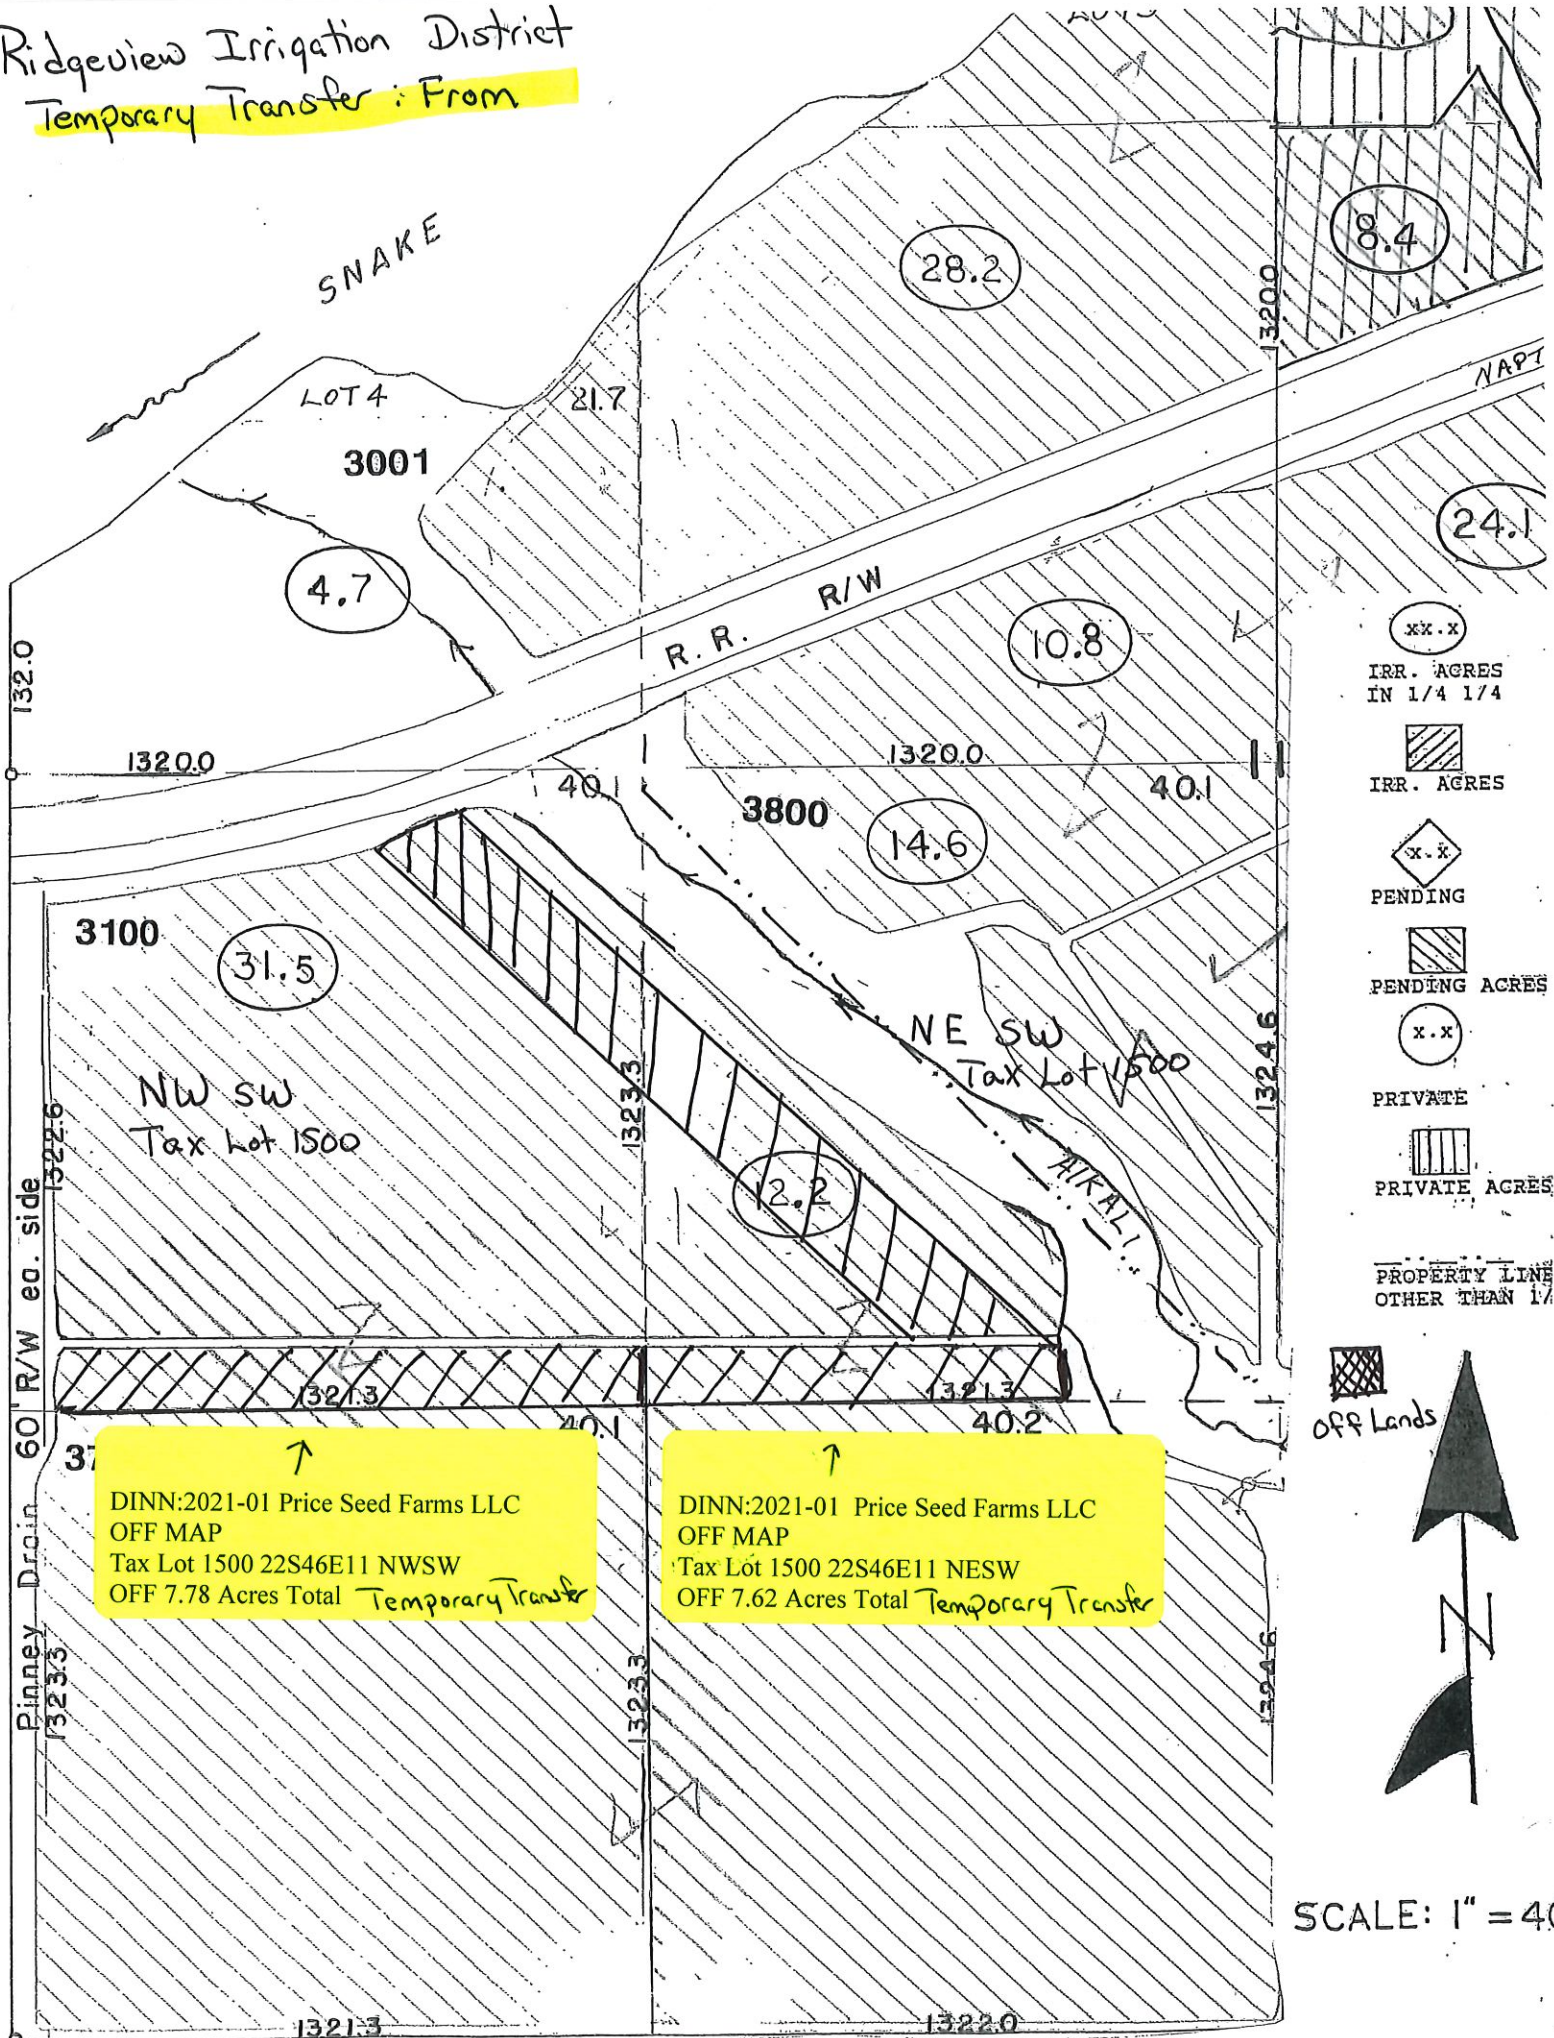 Ridgeview Irrigation District
Temporary Transfer : From
SNAKE
28.2
8.4
1320.0
LOT 4
21.7
3001
24.1
4.7
R.R. R/W
10.8
xx.x
IRR. ACRES
IN 1/4 1/4
132.0
1320.0
1320.0
40.1
40.1
IRR. ACRES
3800
14.6
x.x
PENDING
3100
31.5
PENDING ACRES
x.x
PRIVATE
NE SW
Tax Lot 1500
NW SW
Tax Lot 1500
1322.6
1323.3
1324.6
PRIVATE ACRES
12.2
AlKALI
PROPERTY LINE
OTHER THAN 1/
Pinney Drain 60' R/W ea. side
1321.3
1321.3
40.1
40.2
Off Lands
37
DINN:2021-01 Price Seed Farms LLC
OFF MAP
Tax Lot 1500 22S46E11 NWSW
OFF 7.78 Acres Total Temporary Transfer
DINN:2021-01 Price Seed Farms LLC
OFF MAP
Tax Lot 1500 22S46E11 NESW
OFF 7.62 Acres Total Temporary Transfer
N
1323.3
1323.3
1324.6
SCALE: 1" = 40
1321.3
1322.0